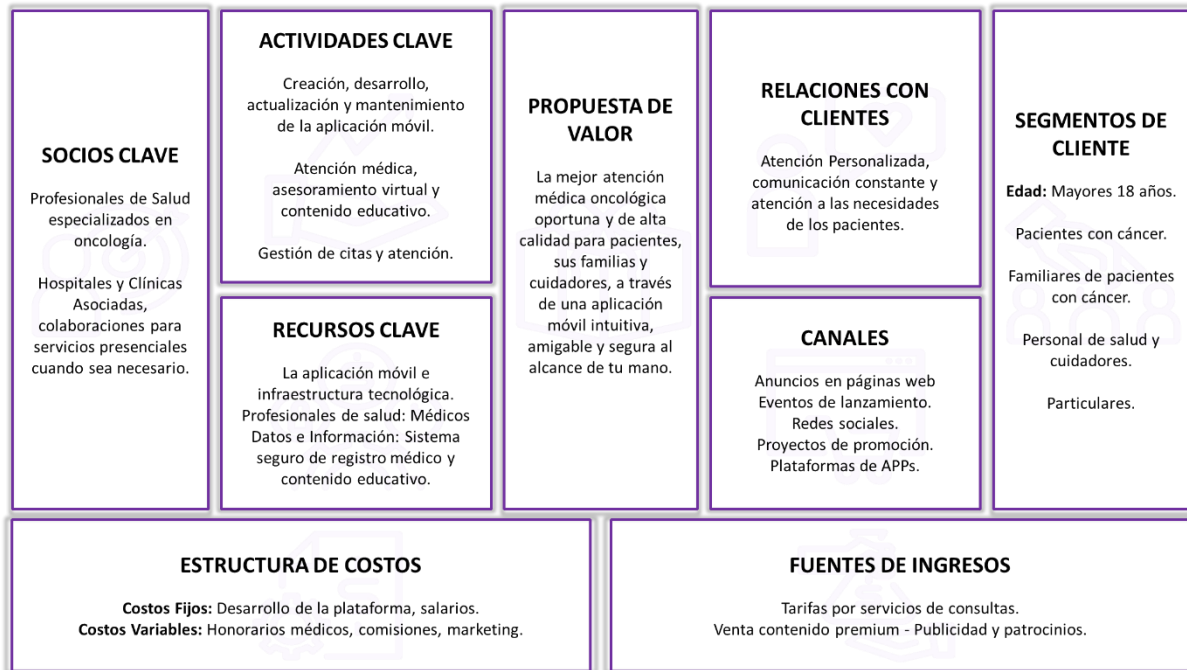 SOCIOS CLAVE
Profesionales de Salud
especializados en
oncología.
Hospitales y Clínicas
Asociadas,
colaboraciones para
servicios presenciales
cuando sea necesario.
ACTIVIDADES CLAVE
Creación, desarrollo,
actualización y mantenimiento
de la aplicación móvil.
Atención médica,
asesoramiento virtual y
contenido educativo.
Gestión de citas y atención.
RECURSOS CLAVE
La aplicación móvil e
infraestructura tecnológica.
Profesionales de salud: Médicos
Datos e Información: Sistema
seguro de registro médico y
contenido educativo.
PROPUESTA DE
VALOR
La mejor atención
médica oncológica
oportuna y de alta
calidad para pacientes,
sus familias y
cuidadores, a través
de una aplicación
móvil intuitiva,
amigable y segura al
alcance de tu mano.
RELACIONES CON
CLIENTES
Atención Personalizada,
comunicación constante y
atención a las necesidades
de los pacientes.
CANALES
Anuncios en páginas web
Eventos de lanzamiento.
Redes sociales.
Proyectos de promoción.
Plataformas de APPs.
SEGMENTOS DE
CLIENTE
Edad: Mayores 18 años.
Pacientes con cáncer.
Familiares de pacientes
con cáncer.
Personal de salud y
cuidadores.
Particulares.
ESTRUCTURA DE COSTOS
Costos Fijos: Desarrollo de la plataforma, salarios.
Costos Variables: Honorarios médicos, comisiones, marketing.
FUENTES DE INGRESOS
Tarifas por servicios de consultas.
Venta contenido premium - Publicidad y patrocinios.